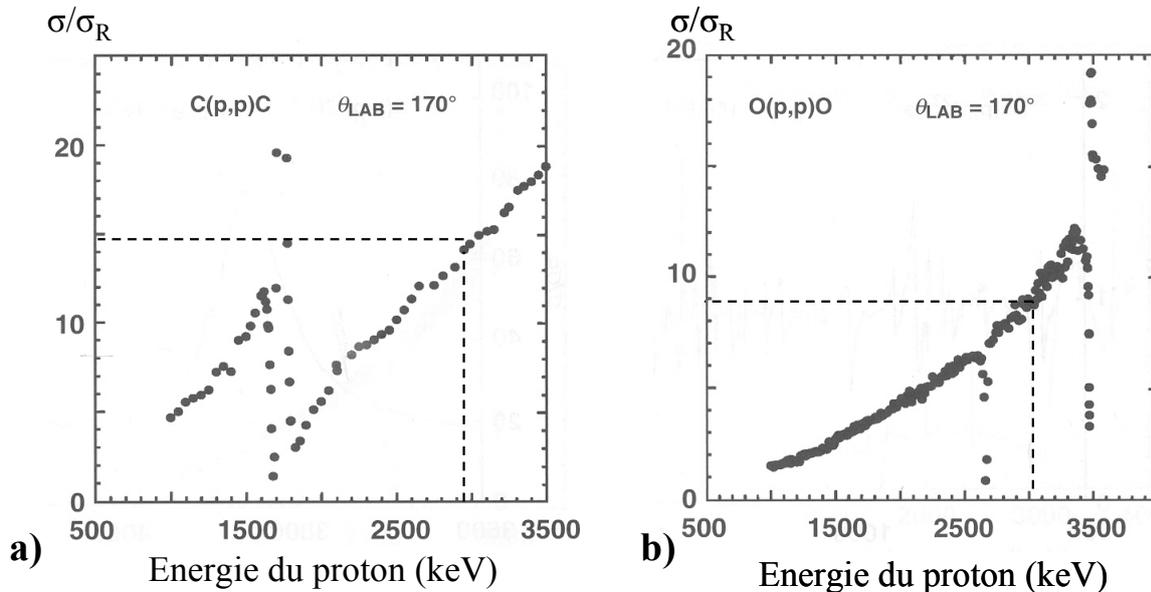 σ/σR
C(p,p)C θLAB = 170°
20
10
0
500 1500 2500 3500
a)
Energie du proton (keV)
σ/σR
20
O(p,p)O θLAB = 170°
10
0
500 1500 2500 3500
b)
Energie du proton (keV)